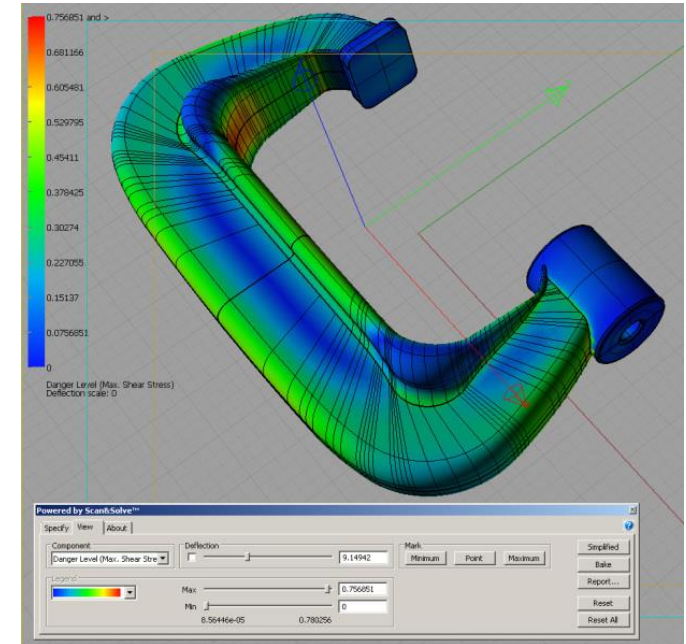 0.756851 and >
0.681166
0.605481
0.529795
0.45411
0.378425
0.30274
0.227055
0.15137
0.0756851
0
Danger Level (Max. Shear Stress)
Deflection scale: 0
Powered by Scan&Solve™
Specify View About
Component
Danger Level (Max. Shear Stre
Deflection
9.14942
Mark
Minimum Point Maximum
Simplified
Bake
Report...
Legend
Max 0.756851
Min 0
8.56446e-05 0.780256
Reset
Reset All